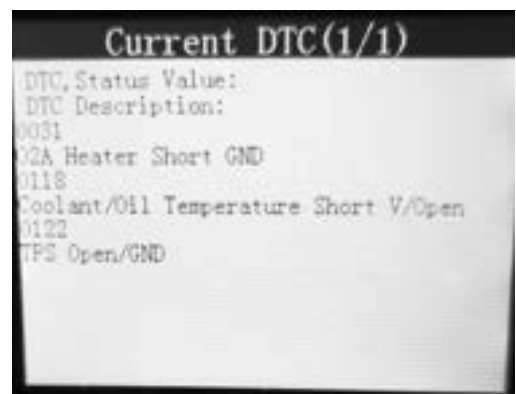 Current DTC(1/1)
DTC,Status Value:
DTC Description:
0031
O2A Heater Short GND
0118
Coolant/Oil Temperature Short V/Open
0122
TPS Open/GND